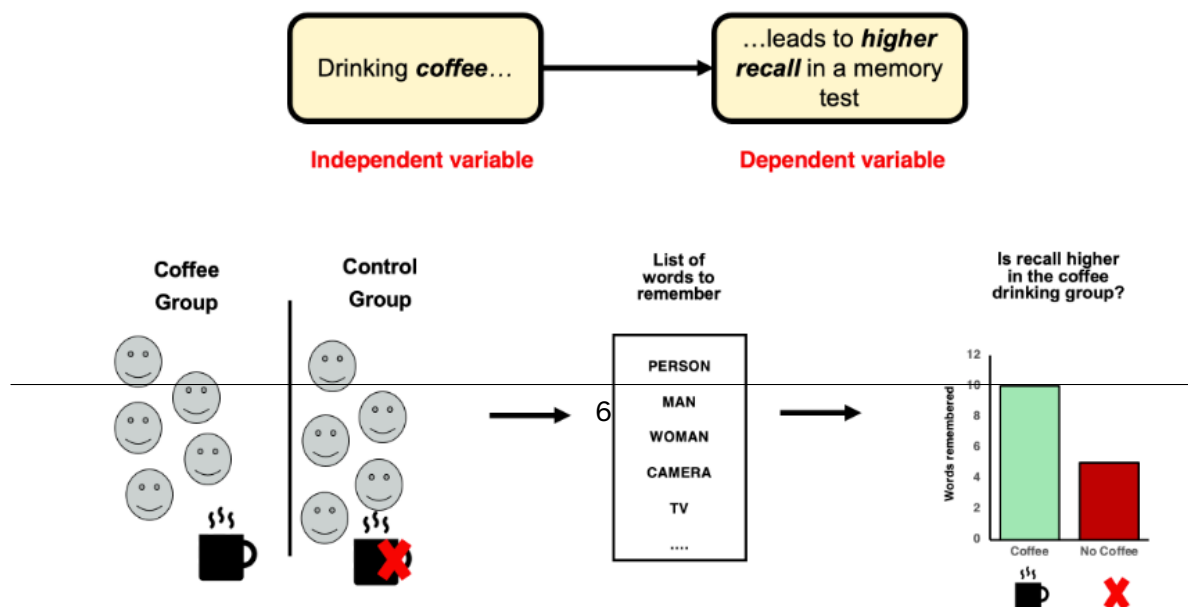 Drinking coffee…
…leads to higher
recall in a memory
test
Independent variable
Dependent variable
Coffee
Group
Control
Group
List of
words to
remember
PERSON
MAN
WOMAN
CAMERA
TV
....
6
Is recall higher
in the coffee
drinking group?
Words remembered
12
10
8
6
4
2
0
Coffee
No Coffee